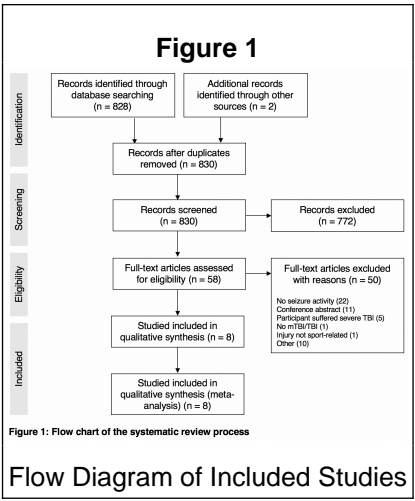 Figure 1
Identification
Records identified through
database searching
(n = 828)
Additional records
identified through other
sources (n = 2)
Records after duplicates
removed (n = 830)
Screening
Records screened
(n = 830)
Records excluded
(n = 772)
Eligibility
Full-text articles assessed
for eligibility (n = 58)
Full-text articles excluded
with reasons (n = 50)
No seizure activity (22)
Conference abstract (11)
Participant suffered severe TBI (5)
No mTBI/TBI (1)
Injury not sport-related (1)
Other (10)
Included
Studied included in
qualitative synthesis (n = 8)
Studied included in
qualitative synthesis (meta-
analysis) (n = 8)
Figure 1: Flow chart of the systematic review process
Flow Diagram of Included Studies